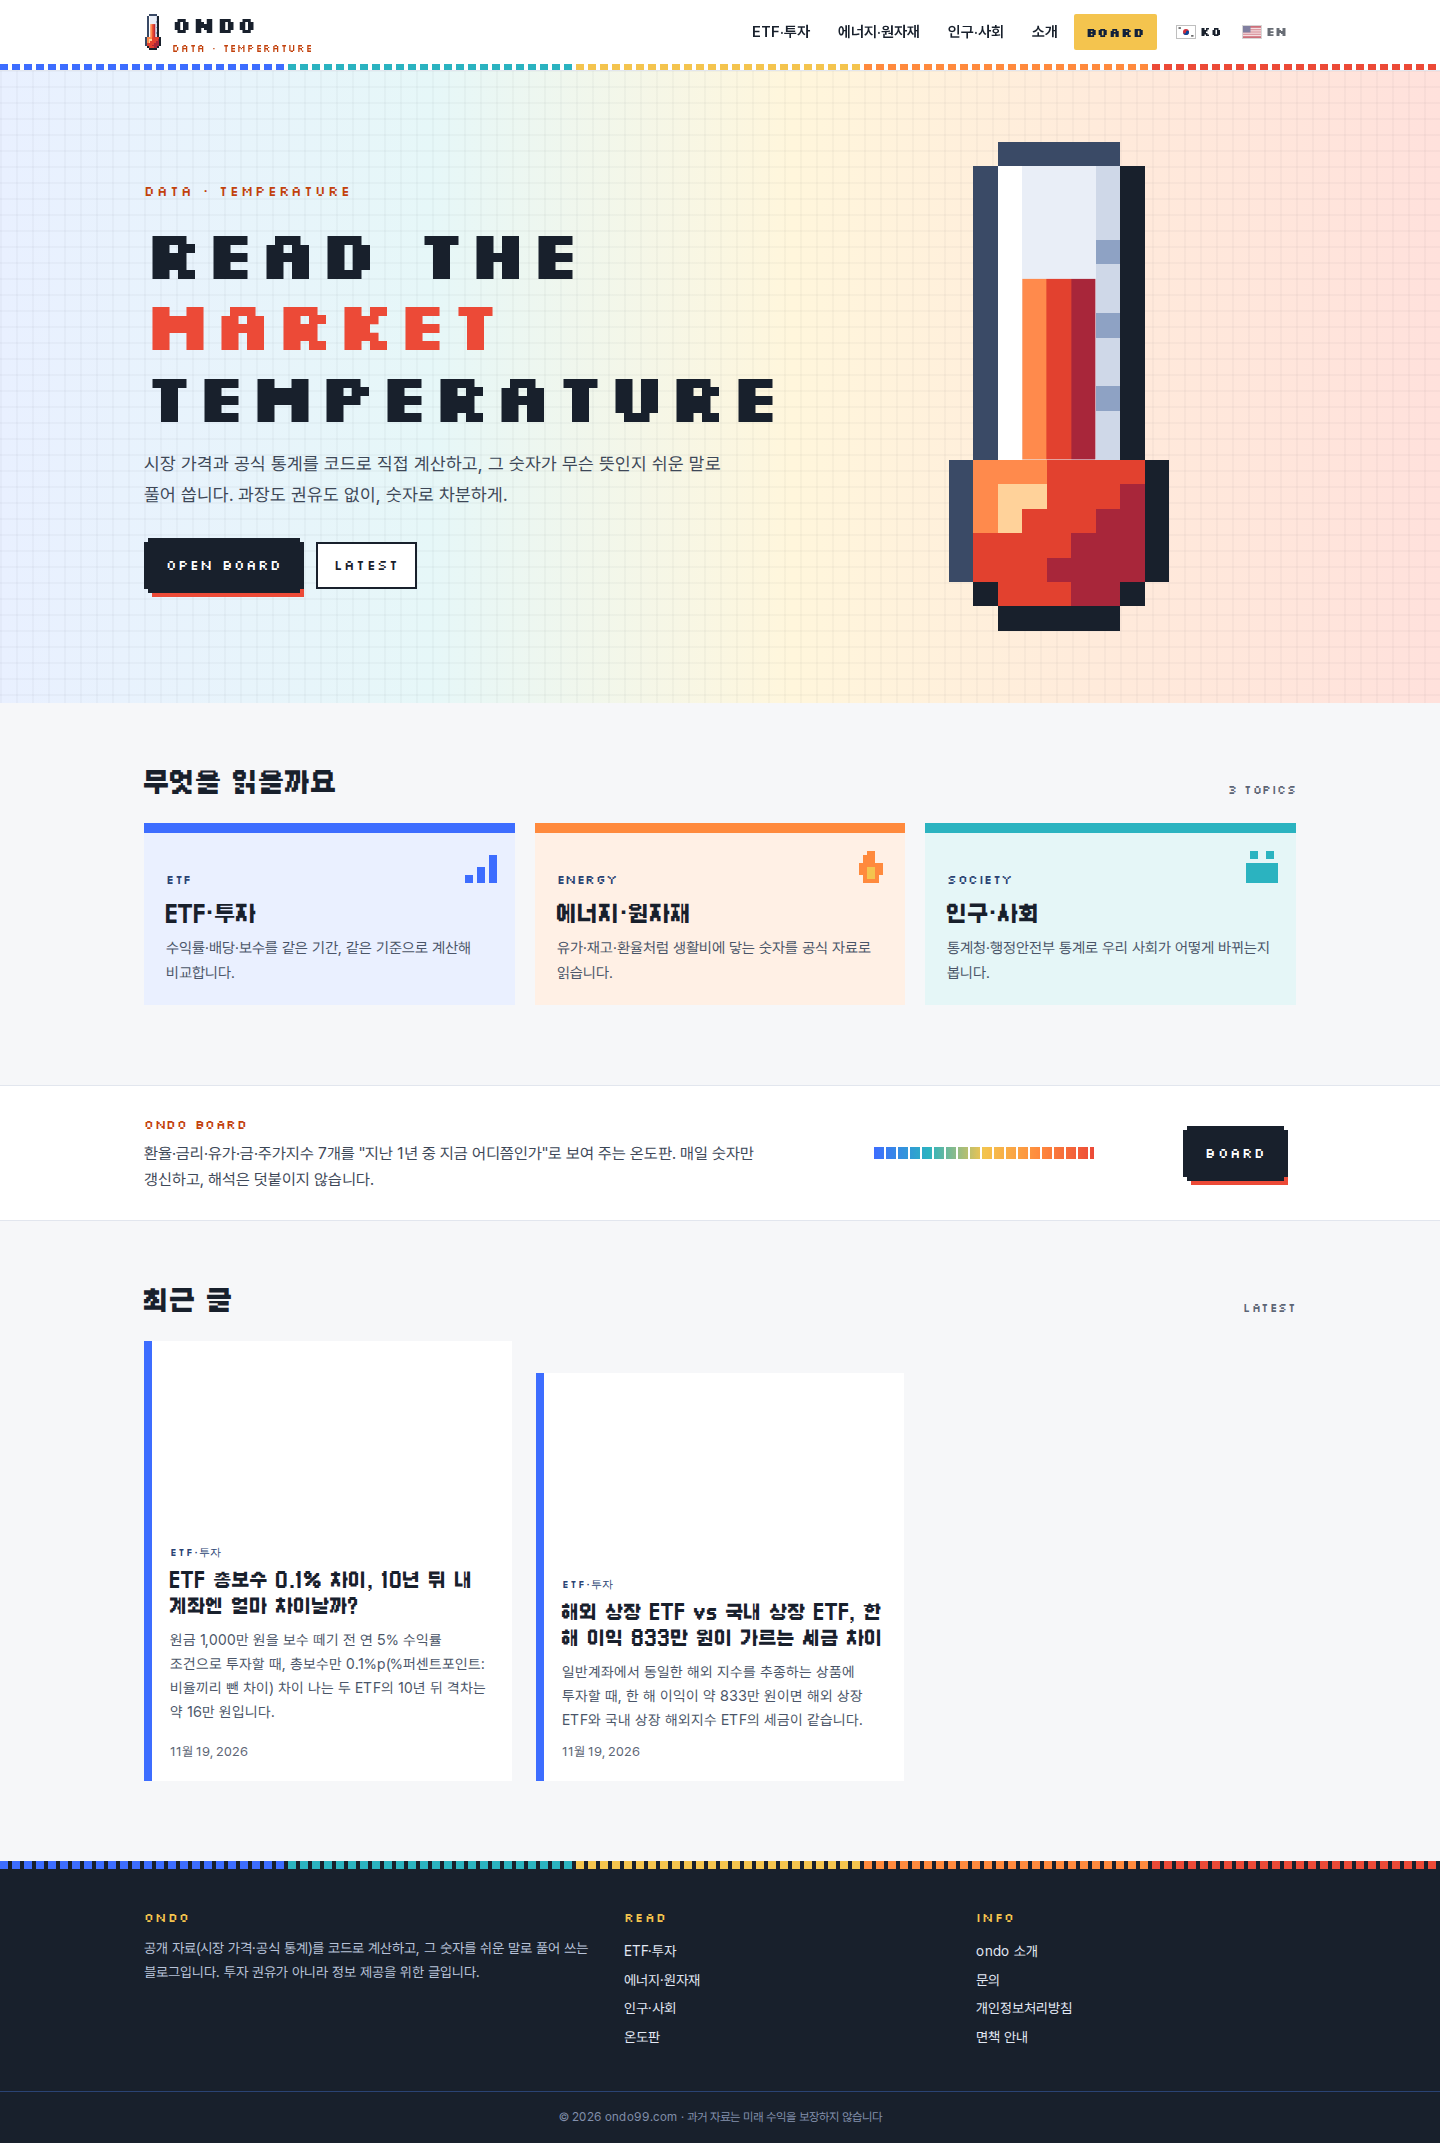 ONDO
DATA · TEMPERATURE
ETF·투자
에너지·원자재
인구·사회
소개
BOARD
KO
EN
DATA · TEMPERATURE
READ THE
MARKET
TEMPERATURE
시장 가격과 공식 통계를 코드로 직접 계산하고, 그 숫자가 무슨 뜻인지 쉬운 말로
풀어 씁니다. 과장도 권유도 없이, 숫자로 차분하게.
OPEN BOARD
LATEST
무엇을 읽을까요
3 TOPICS
ETF
ETF·투자
수익률·배당·보수를 같은 기간, 같은 기준으로 계산해
비교합니다.
ENERGY
에너지·원자재
유가·재고·환율처럼 생활비에 닿는 숫자를 공식 자료로
읽습니다.
SOCIETY
인구·사회
통계청·행정안전부 통계로 우리 사회가 어떻게 바뀌는지
봅니다.
ONDO BOARD
환율·금리·유가·금·주가지수 7개를 "지난 1년 중 지금 어디쯤인가"로 보여 주는 온도판. 매일 숫자만
갱신하고, 해석은 덧붙이지 않습니다.
BOARD
최근 글
LATEST
ETF·투자
ETF 총보수 0.1% 차이, 10년 뒤 내
계좌엔 얼마 차이날까?
원금 1,000만 원을 보수 떼기 전 연 5% 수익률
조건으로 투자할 때, 총보수만 0.1%p(%퍼센트포인트:
비율끼리 뺀 차이) 차이 나는 두 ETF의 10년 뒤 격차는
약 16만 원입니다.
11월 19, 2026
ETF·투자
해외 상장 ETF vs 국내 상장 ETF, 한
해 이익 833만 원이 가르는 세금 차이
일반계좌에서 동일한 해외 지수를 추종하는 상품에
투자할 때, 한 해 이익이 약 833만 원이면 해외 상장
ETF와 국내 상장 해외지수 ETF의 세금이 같습니다.
11월 19, 2026
ONDO
공개 자료(시장 가격·공식 통계)를 코드로 계산하고, 그 숫자를 쉬운 말로 풀어 쓰는
블로그입니다. 투자 권유가 아니라 정보 제공을 위한 글입니다.
READ
ETF·투자
에너지·원자재
인구·사회
온도판
INFO
ondo 소개
문의
개인정보처리방침
면책 안내
© 2026 ondo99.com · 과거 자료는 미래 수익을 보장하지 않습니다